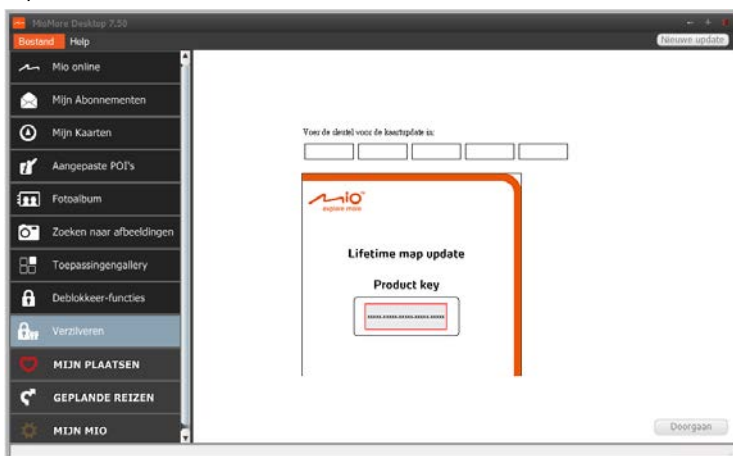 MioMore Desktop 7.50
Bestand Help
Nieuwe update
Mio online
Mijn Abonnementen
Mijn Kaarten
Aangepaste POI's
Fotoalbum
Zoeken naar afbeeldingen
Toepassingengallery
Deblokkeer-functies
Verzilveren
MIJN PLAATSEN
GEPLANDE REIZEN
MIJN MIO
Voer de sleutel voor de kaartupdate in:
Mio
explore more
Lifetime map update
Product key
Doorgaan